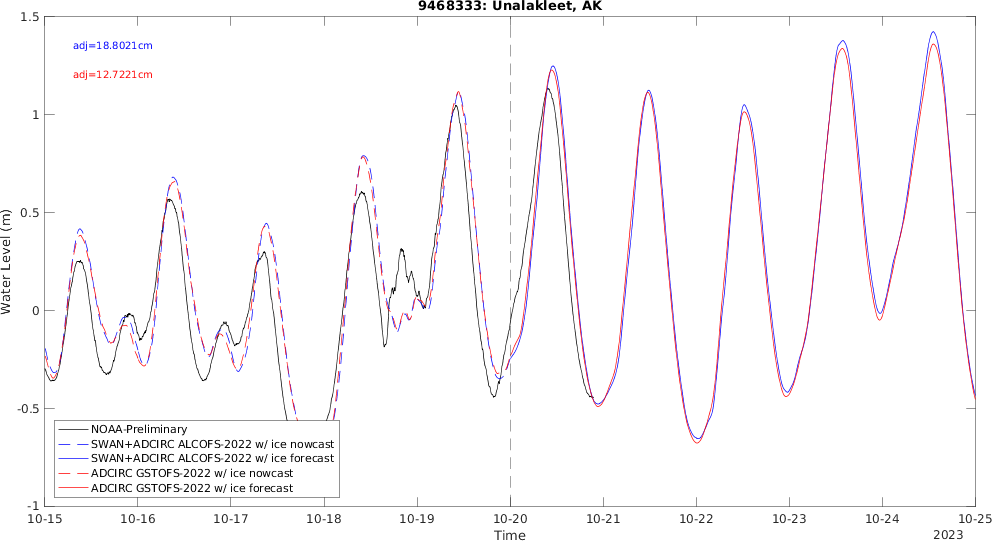 9468333: Unalakleet, AK
adj=18.8021cm
adj=12.7221cm
Water Level (m)
1.5
1
0.5
0
-0.5
-1
NOAA-Preliminary
SWAN+ADCIRC ALCOFS-2022 w/ ice nowcast
SWAN+ADCIRC ALCOFS-2022 w/ ice forecast
ADCIRC GSTOFS-2022 w/ ice nowcast
ADCIRC GSTOFS-2022 w/ ice forecast
10-15 10-16 10-17 10-18 10-19 10-20 10-21 10-22 10-23 10-24 10-25
Time
2023